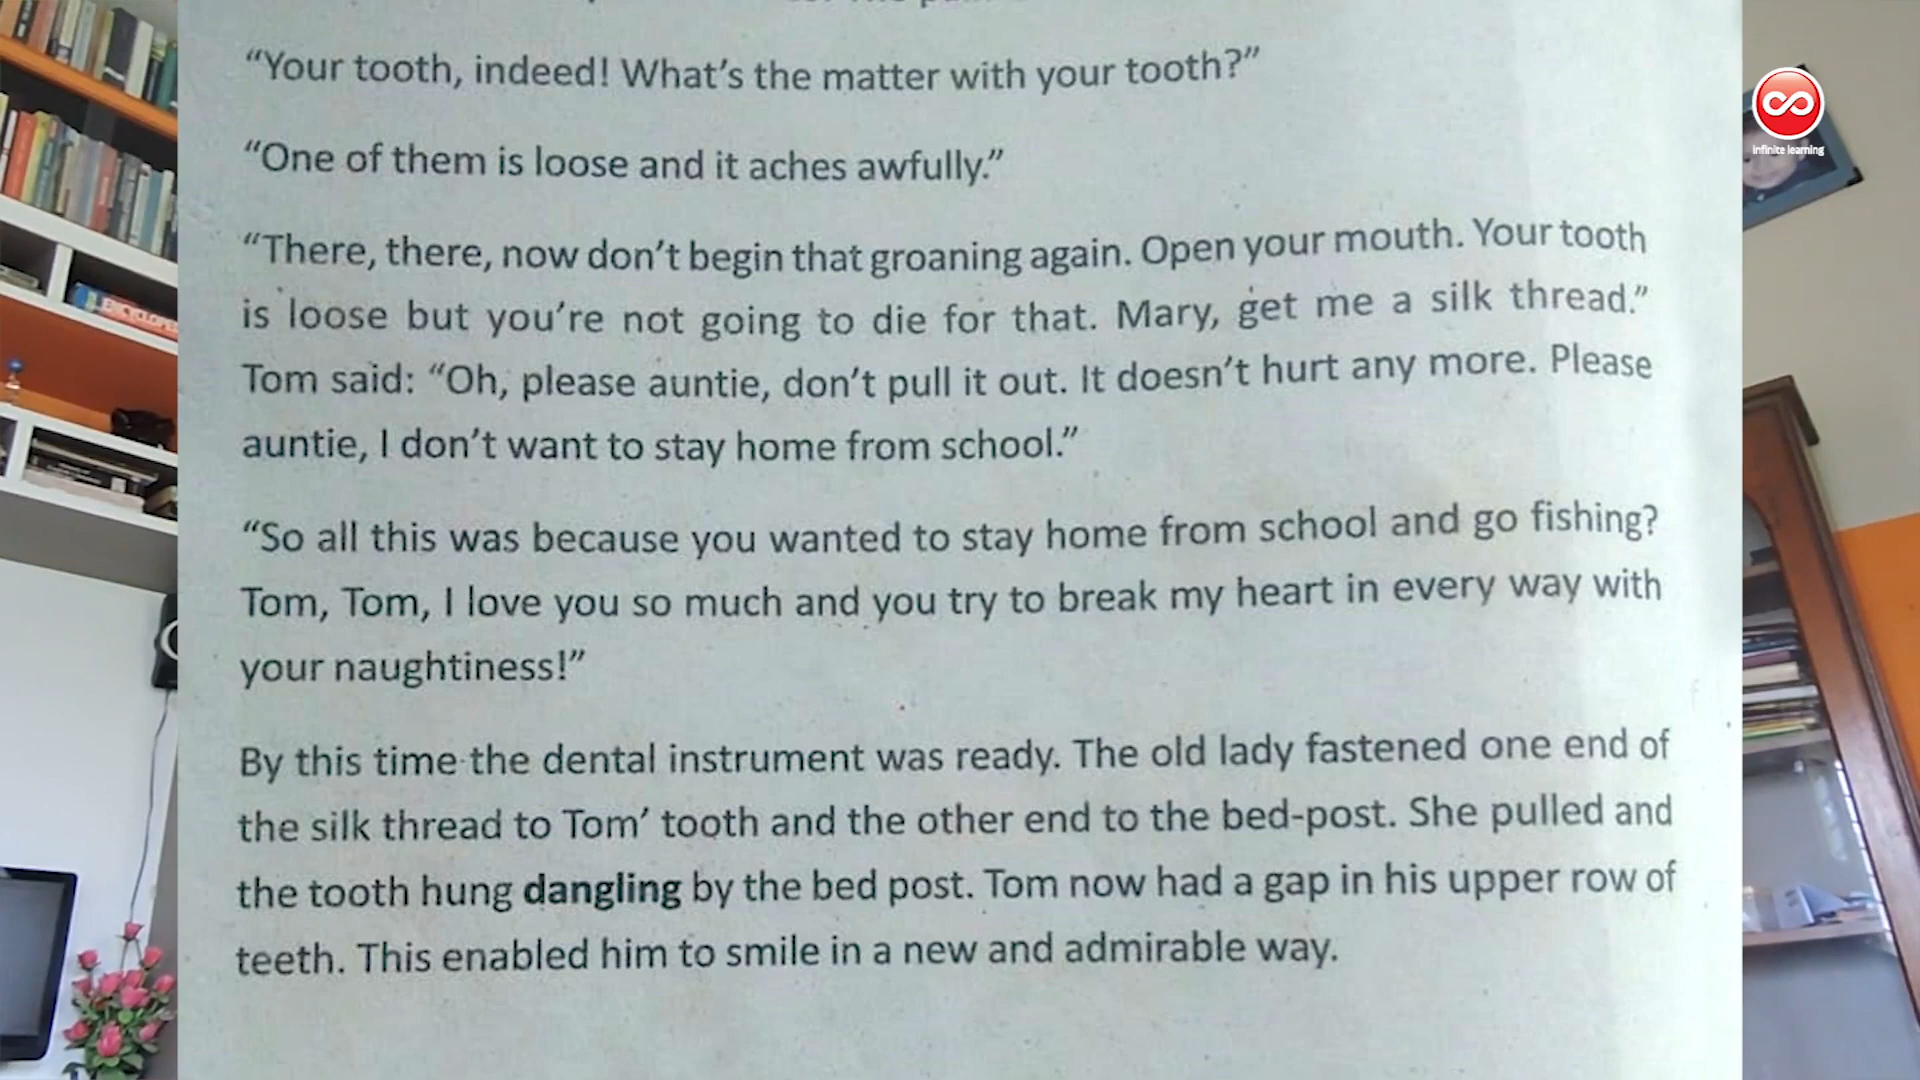 "Your tooth, indeed! What's the matter with your tooth?"
"One of them is loose and it aches awfully."
"There, there, now don't begin that groaning again. Open your mouth. Your tooth
is loose but you're not going to die for that. Mary, get me a silk thread."
Tom said: "Oh, please auntie, don't pull it out. It doesn't hurt any more. Please
auntie, I don't want to stay home from school."
"So all this was because you wanted to stay home from school and go fishing?
Tom, Tom, I love you so much and you try to break my heart in every way with
your naughtiness!"
By this time the dental instrument was ready. The old lady fastened one end of
the silk thread to Tom' tooth and the other end to the bed-post. She pulled and
the tooth hung dangling by the bed post. Tom now had a gap in his upper row of
teeth. This enabled him to smile in a new and admirable way.
infinite learning